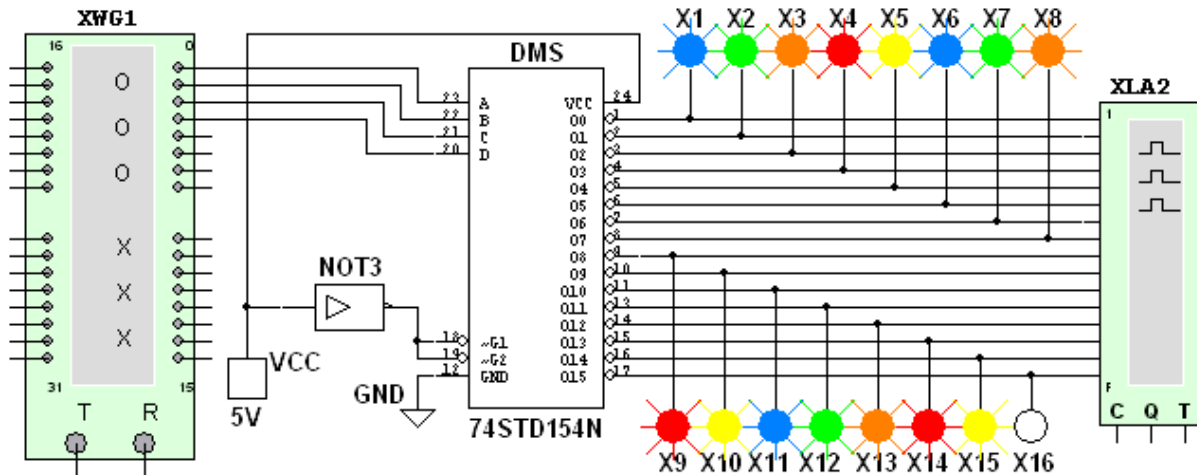 XWG1
16 0
O
O
O
X
X
X
31 15
T R
VCC
5V
NOT3
GND
DMS
23 A VCC 24
22 B O0 1
21 C O1 2
20 D O2 3
O3 4
O4 5
O5 6
O6 7
O7 8
O8 9
O9 10
O10 11
O11 13
O12 14
18 ~G1 O13 15
19 ~G2 O14 16
12 GND O15 17
74STD154N
X1 X2 X3 X4 X5 X6 X7 X8
X9 X10 X11 X12 X13 X14 X15 X16
XLA2
1
F
C Q T